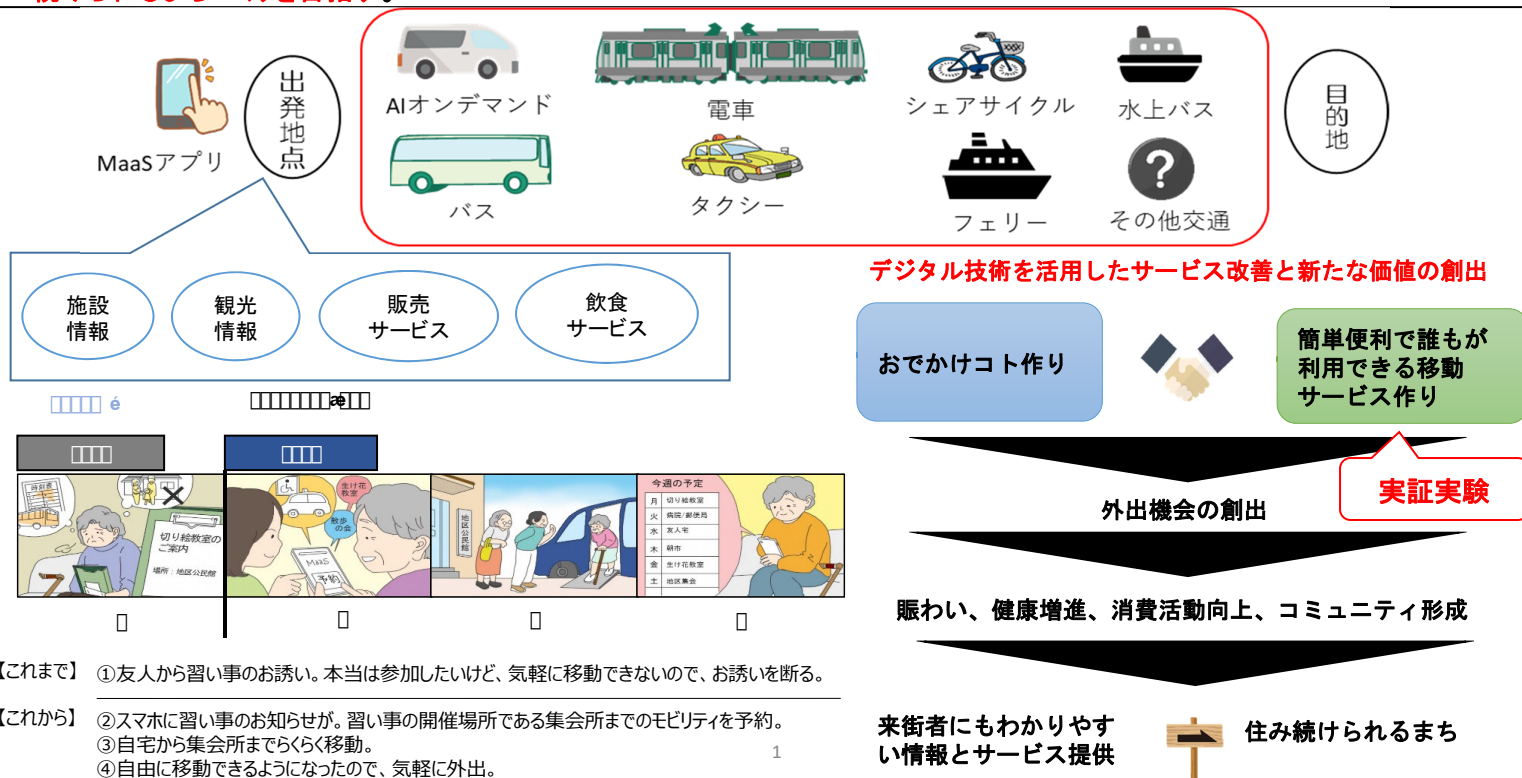 MaaSアプリ
出発地点
AIオンデマンド
電車
シェアサイクル
水上バス
バス
タクシー
フェリー
その他交通
目的地
施設
情報
観光
情報
販売
サービス
飲食
サービス
デジタル技術を活用したサービス改善と新たな価値の創出
おでかけコト作り
簡単便利で誰もが
利用できる移動
サービス作り
実証実験
外出機会の創出
賑わい、健康増進、消費活動向上、コミュニティ形成
来街者にもわかりやす
い情報とサービス提供
住み続けられるまち
時刻表
切り絵教室の
ご案内
場所：地区公民館
生け花
教室
散歩
の会
MaaS
予約
地区公民館
今週の予定
月 切り絵教室
火 病院/郵便局
水 友人宅
木 朝市
金 生け花教室
土 地区集会
【これまで】 ①友人から習い事のお誘い。本当は参加したいけど、気軽に移動できないので、お誘いを断る。
【これから】 ②スマホに習い事のお知らせが。習い事の開催場所である集会所までのモビリティを予約。
③自宅から集会所までらくらく移動。
④自由に移動できるようになったので、気軽に外出。
1